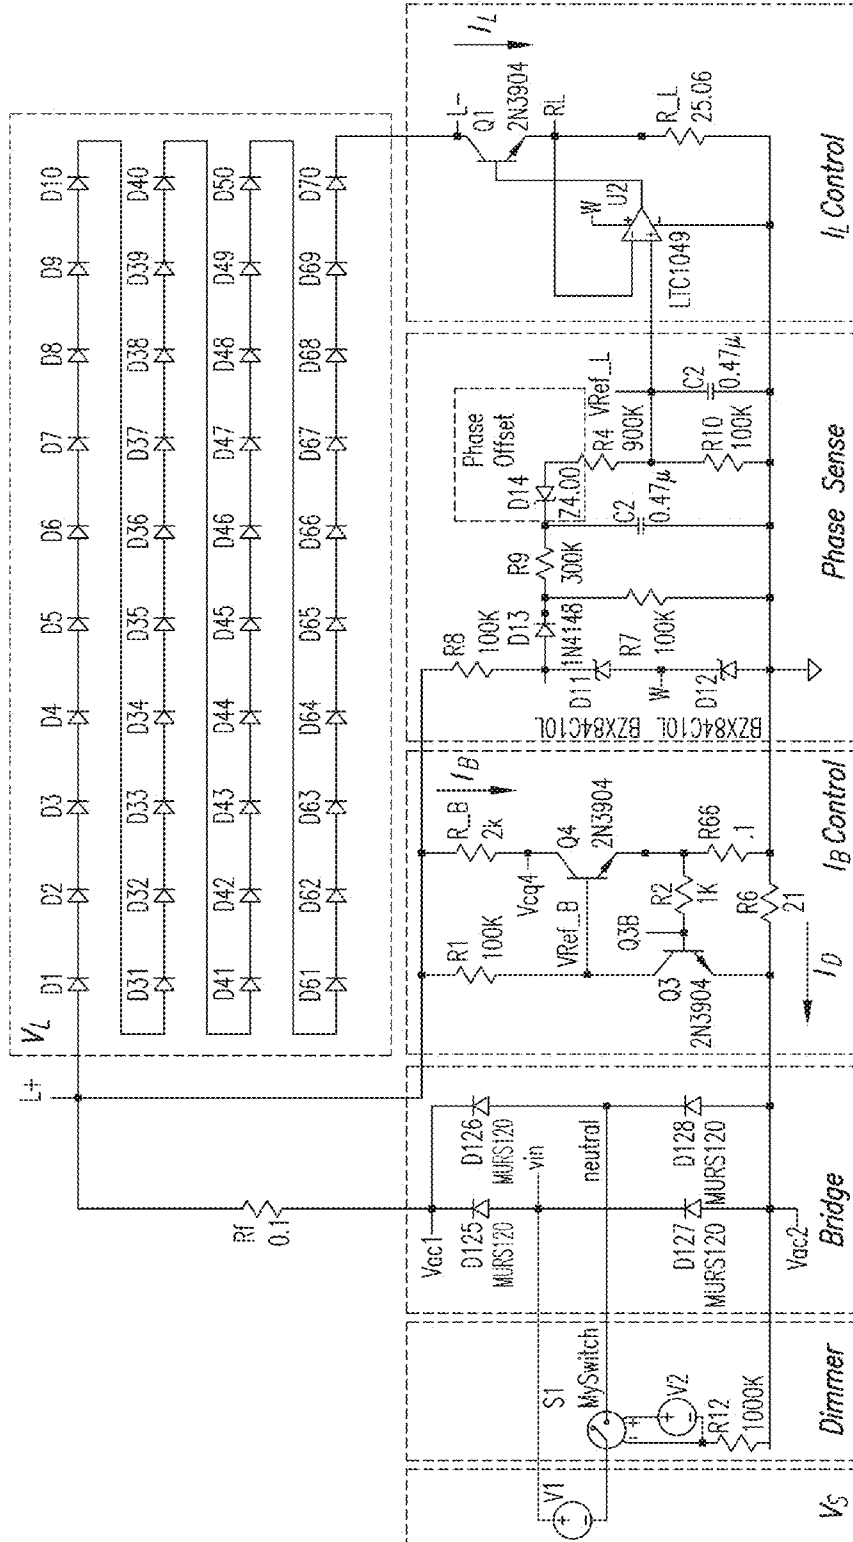 V_L
D1 D2 D3 D4 D5 D6 D7 D8 D9 D10
D31 D32 D33 D34 D35 D36 D37 D38 D39 D40
D41 D42 D43 D44 D45 D46 D47 D48 D49 D50
D61 D62 D63 D64 D65 D66 D67 D68 D69 D70
L+
Rf
0.1
V_S
V1
+
-
Dimmer
S1
MySwitch
V2
+
-
R12
1000K
Bridge
Vac1
D125
MURS120
D126
MURS120
vin
neutral
D127
MURS120
D128
MURS120
Vac2
I_B Control
I_B
R_B
2k
Vcq4
R1
100K
VRef_B
Q4
2N3904
Q3B
Q3
2N3904
R2
1K
R66
.1
R6
21
I_D
Phase Sense
R8
100K
D11
BZX84C10L
W
D12
BZX84C10L
D13
1N4148
R7
100K
R9
300K
D14
Z4.00
Phase
Offset
C2
0.47µ
R4
900K
VRef_L
R10
100K
C2
0.47µ
I_L Control
I_L
L-
Q1
2N3904
RL
U2
W
LTC1049
R_L
25.06